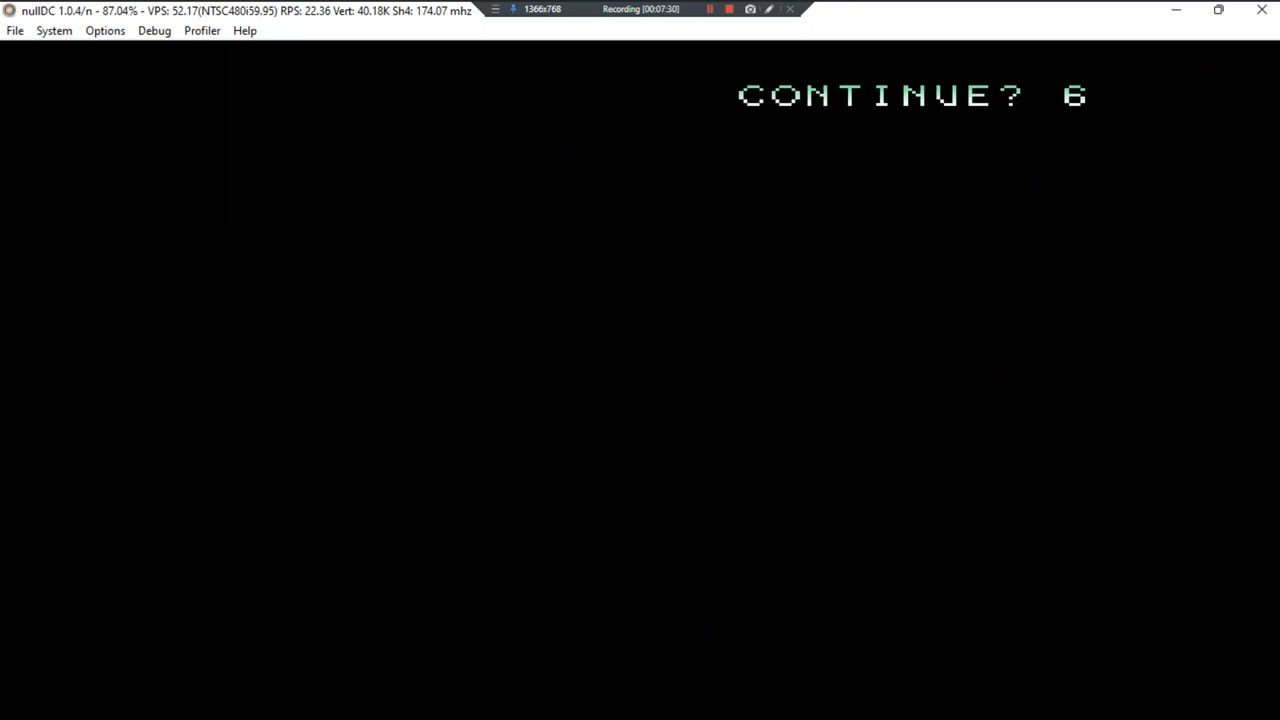 nullDC 1.0.4/n - 87.04% - VPS: 52.17(NTSC480i59.95) RPS: 22.36 Vert: 40.18K Sh4: 174.07 mhz
1366x768 Recording [00:07:30]
File System Options Debug Profiler Help
CONTINUE? 6